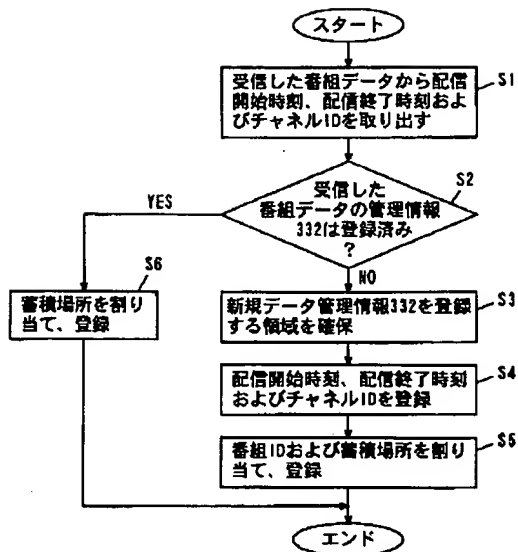 スタート
受信した番組データから配信
開始時刻、配信終了時刻およ
びチャネルIDを取り出す
S1
受信した
番組データの管理情報
332は登録済み
?
S2
YES
NO
S6
蓄積場所を割り
当て、登録
新規データ管理情報332を登録
する領域を確保
S3
配信開始時刻、配信終了時刻
およびチャネルIDを登録
S4
番組IDおよび蓄積場所を割り
当て、登録
S5
エンド